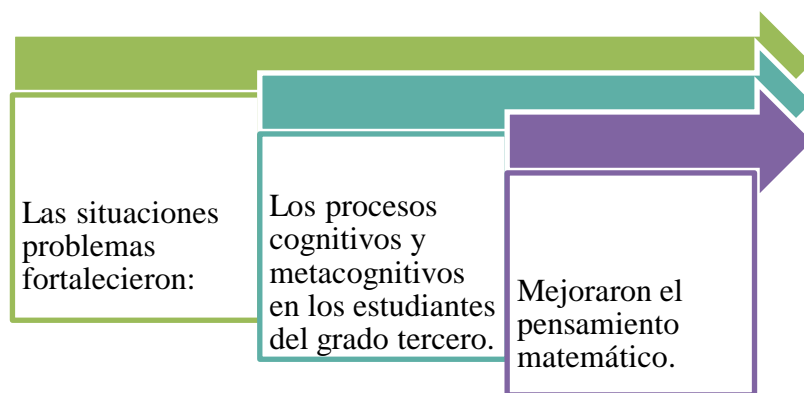 Las situaciones
problemas
fortalecieron:
Los procesos
cognitivos y
metacognitivos
en los estudiantes
del grado tercero.
Mejoraron el
pensamiento
matemático.